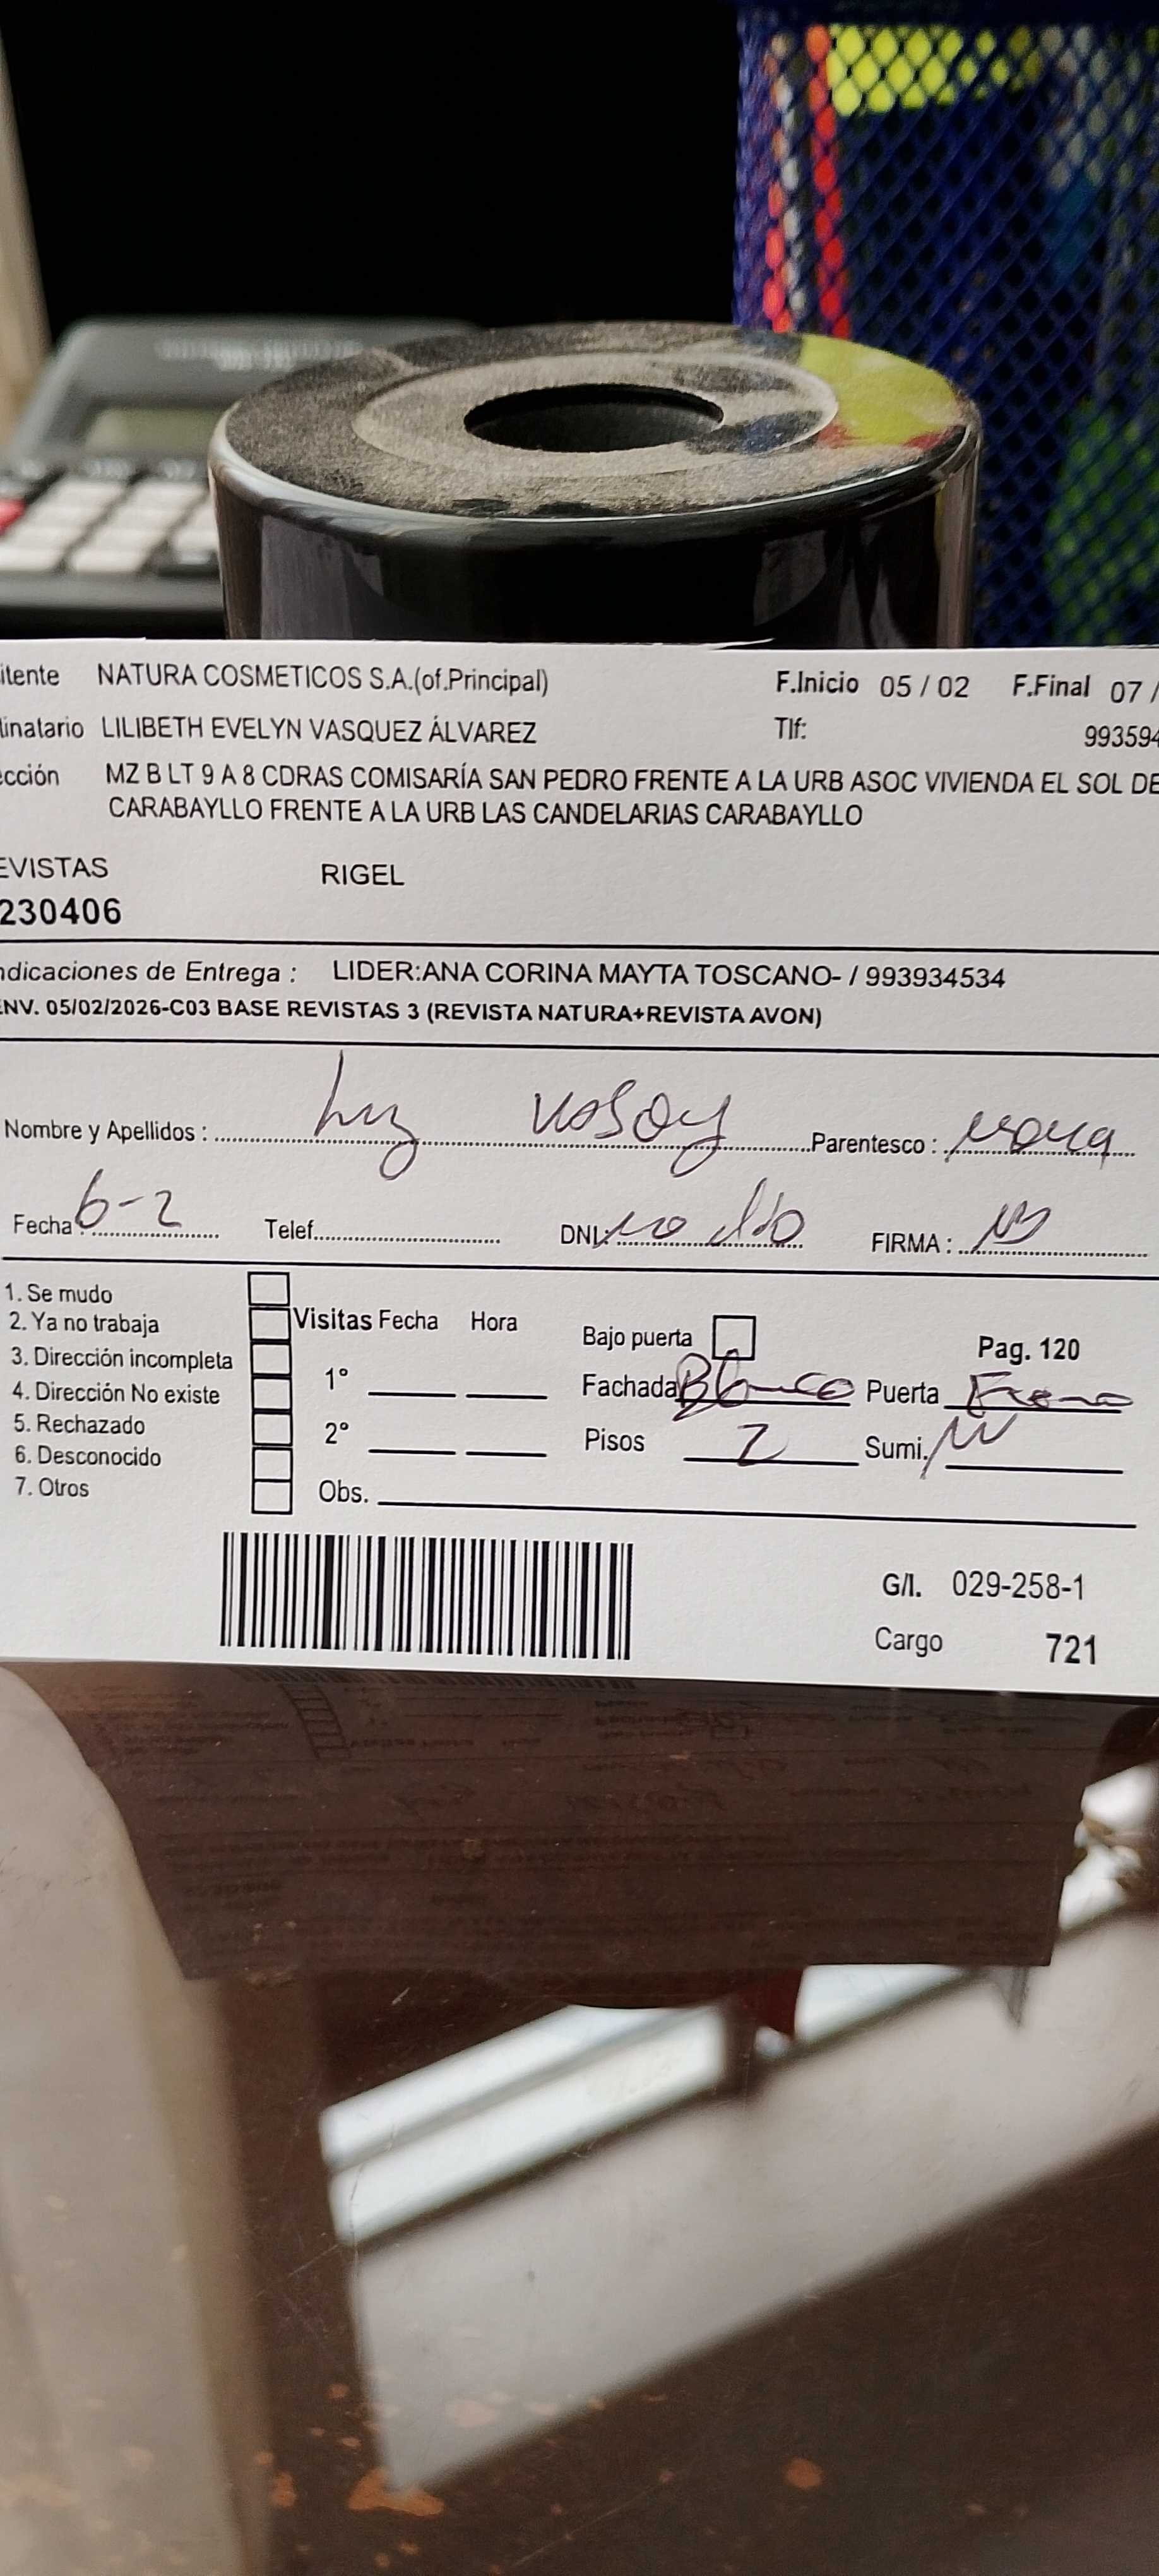 itente NATURA COSMETICOS S.A.(of.Principal) F.Inicio 05 / 02 F.Final 07 /
linatario LILIBETH EVELYN VASQUEZ ÁLVAREZ Tlf: 993594
cción MZ B LT 9 A 8 CDRAS COMISARÍA SAN PEDRO FRENTE A LA URB ASOC VIVIENDA EL SOL DE
CARABAYLLO FRENTE A LA URB LAS CANDELARIAS CARABAYLLO
EVISTAS RIGEL
230406
ndicaciones de Entrega : LIDER:ANA CORINA MAYTA TOSCANO- / 993934534
ENV. 05/02/2026-C03 BASE REVISTAS 3 (REVISTA NATURA+REVISTA AVON)
Nombre y Apellidos : Luz Parentesco :
Fecha : 6-2 Telef. DNI: no dio FIRMA :
1. Se mudo
2. Ya no trabaja Visitas Fecha Hora Bajo puerta Pag. 120
3. Dirección incompleta 1° Fachada Blanco Puerta
4. Dirección No existe
5. Rechazado 2° Pisos 2 Sumi.
6. Desconocido
7. Otros Obs.
G/I. 029-258-1
Cargo 721